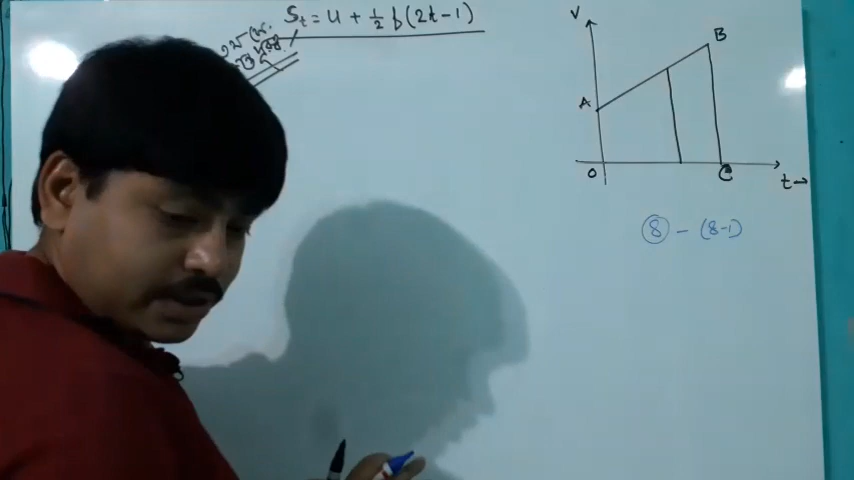 S_t = u + 1/2 b(2t-1)
V
B
A
O
C
t→
8 - (8-1)